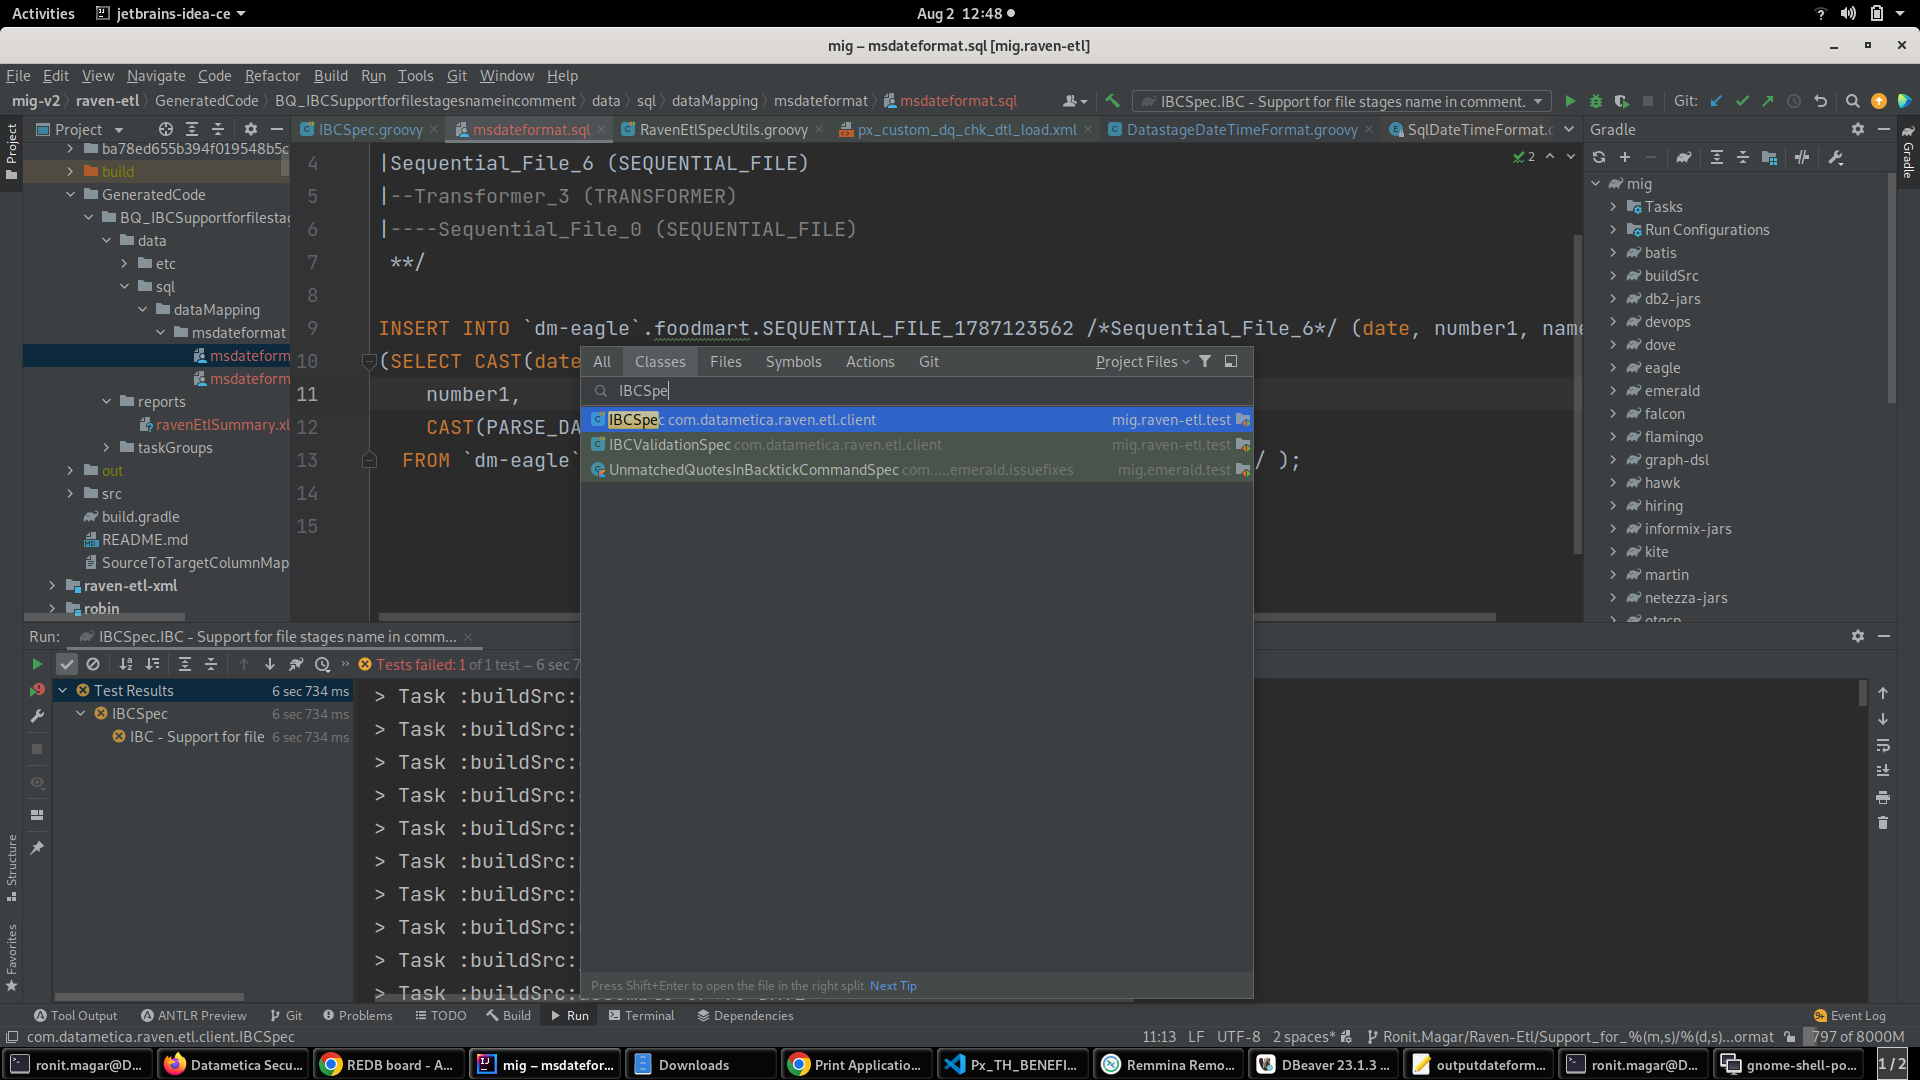 Activities
jetbrains-idea-ce
Aug 2 12:48
mig – msdateformat.sql [mig.raven-etl]
File Edit View Navigate Code Refactor Build Run Tools Git Window Help
mig-v2 raven-etl GeneratedCode BQ_IBCSupportforfilestagesnameincomment data sql dataMapping msdateformat msdateformat.sql
IBCSpec.IBC - Support for file stages name in comment.
Git:
Project
IBCSpec.groovy
msdateformat.sql
RavenEtlSpecUtils.groovy
px_custom_dq_chk_dtl_load.xml
DatastageDateTimeFormat.groovy
SqlDateTimeFormat.
Gradle
Project
ba78ed655b394f019548b5c
build
GeneratedCode
BQ_IBCSupportforfilestag
data
etc
sql
dataMapping
msdateformat
msdateform
msdateform
reports
ravenEtlSummary.xl
taskGroups
out
src
build.gradle
README.md
SourceToTargetColumnMap
raven-etl-xml
robin
4 |Sequential_File_6 (SEQUENTIAL_FILE)
5 |--Transformer_3 (TRANSFORMER)
6 |----Sequential_File_0 (SEQUENTIAL_FILE)
7 **/
8
9 INSERT INTO `dm-eagle`.foodmart.SEQUENTIAL_FILE_1787123562 /*Sequential_File_6*/ (date, number1, name
10 (SELECT CAST(date
11 number1,
12 CAST(PARSE_DA
13 FROM `dm-eagle` / );
14
15
2
All Classes Files Symbols Actions Git Project Files
IBCSpe
IBCSpec com.datametica.raven.etl.client mig.raven-etl.test
IBCValidationSpec com.datametica.raven.etl.client mig.raven-etl.test
UnmatchedQuotesInBacktickCommandSpec com.....emerald.issuefixes mig.emerald.test
Press Shift+Enter to open the file in the right split Next Tip
mig
Tasks
Run Configurations
batis
buildSrc
db2-jars
devops
dove
eagle
emerald
falcon
flamingo
graph-dsl
hawk
hiring
informix-jars
kite
martin
netezza-jars
Gradle
Run: IBCSpec.IBC - Support for file stages name in comm...
Tests failed: 1 of 1 test – 6 sec 7
Test Results 6 sec 734 ms
IBCSpec 6 sec 734 ms
IBC - Support for file 6 sec 734 ms
> Task :buildSrc:
> Task :buildSrc:
> Task :buildSrc:
> Task :buildSrc:
> Task :buildSrc:
> Task :buildSrc:
> Task :buildSrc:
> Task :buildSrc:
> Task :buildSrc:
> Task :buildSrc:
Structure
Favorites
Tool Output ANTLR Preview Git Problems TODO Build Run Terminal Dependencies Event Log
com.datametica.raven.etl.client.IBCSpec 11:13 LF UTF-8 2 spaces* Ronit.Magar/Raven-Etl/Support_for_%(m,s)/%(d,s)...ormat 797 of 8000M
ronit.magar@D... Datametica Secu... REDB board - A... mig – msdatefor... Downloads Print Applicatio... Px_TH_BENEFI... Remmina Remo... DBeaver 23.1.3 ... outputdateform... ronit.magar@D... gnome-shell-po... 1 / 2